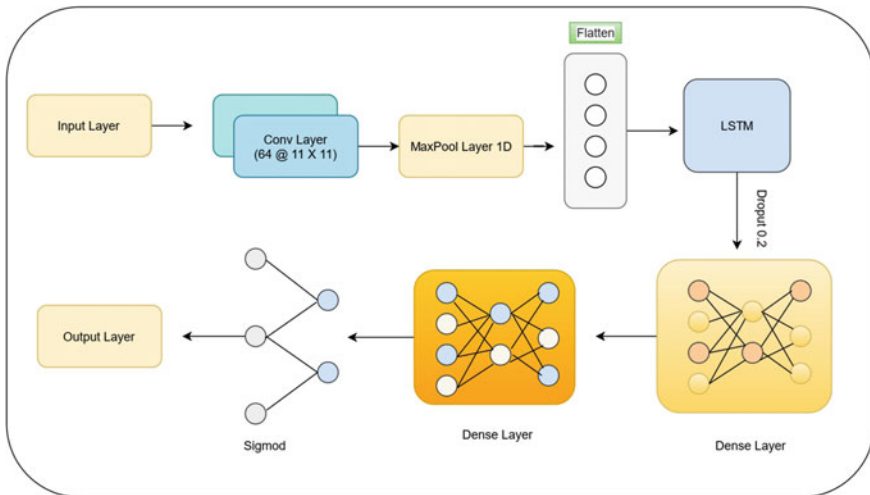 Flatten
Input Layer
Conv Layer
(64 @ 11 X 11)
MaxPool Layer 1D
LSTM
Droput 0.2
Output Layer
Sigmod
Dense Layer
Dense Layer